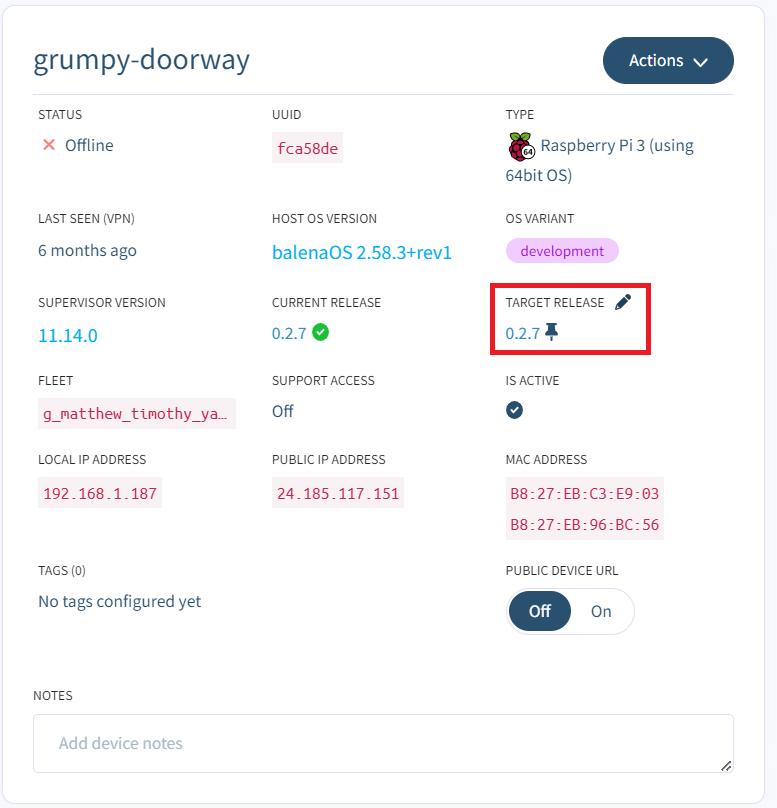 grumpy-doorway
Actions
STATUS
UUID
TYPE
Offline
fca58de
64
Raspberry Pi 3 (using
64bit OS)
LAST SEEN (VPN)
HOST OS VERSION
OS VARIANT
6 months ago
balenaOS 2.58.3+rev1
development
SUPERVISOR VERSION
CURRENT RELEASE
TARGET RELEASE
11.14.0
0.2.7
0.2.7
FLEET
SUPPORT ACCESS
IS ACTIVE
g_matthew_timothy_ya…
Off
LOCAL IP ADDRESS
PUBLIC IP ADDRESS
MAC ADDRESS
192.168.1.187
24.185.117.151
B8:27:EB:C3:E9:03
B8:27:EB:96:BC:56
TAGS (0)
PUBLIC DEVICE URL
No tags configured yet
Off
On
NOTES
Add device notes